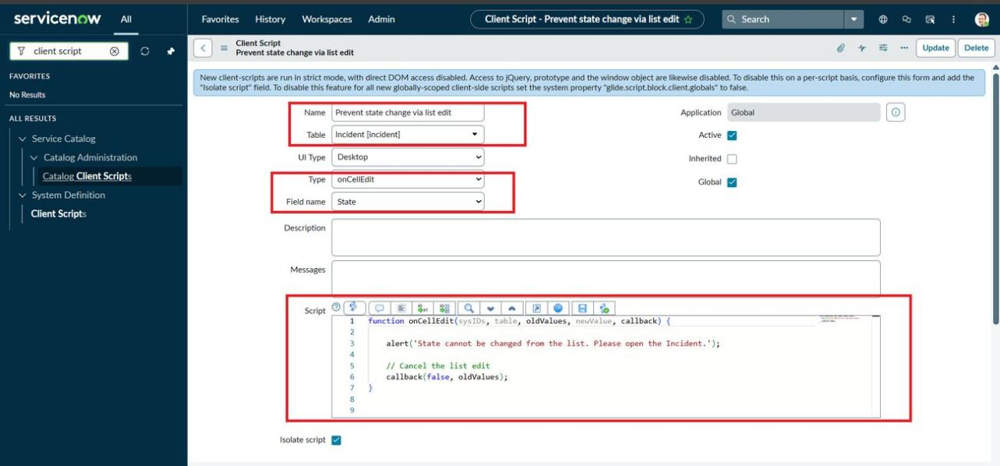 servicenow
All
Favorites
History
Workspaces
Admin
Client Script - Prevent state change via list edit
Search
client script
FAVORITES
No Results
ALL RESULTS
Service Catalog
Catalog Administration
Catalog Client Scripts
System Definition
Client Scripts
Client Script
Prevent state change via list edit
Update
Delete
New client-scripts are run in strict mode, with direct DOM access disabled. Access to jQuery, prototype and the window object are likewise disabled. To disable this on a per-script basis, configure this form and add the
"Isolate script" field. To disable this feature for all new globally-scoped client-side scripts set the system property "glide.script.block.client.globals" to false.
Name Prevent state change via list edit
Table Incident [incident]
UI Type Desktop
Type onCellEdit
Field name State
Application Global
Active
Inherited
Global
Description
Messages
Script
1 function onCellEdit(sysIDs, table, oldValues, newValue, callback) {
2
3 alert('State cannot be changed from the list. Please open the Incident.');
4
5 // Cancel the list edit
6 callback(false, oldValues);
7 }
8
9
Isolate script